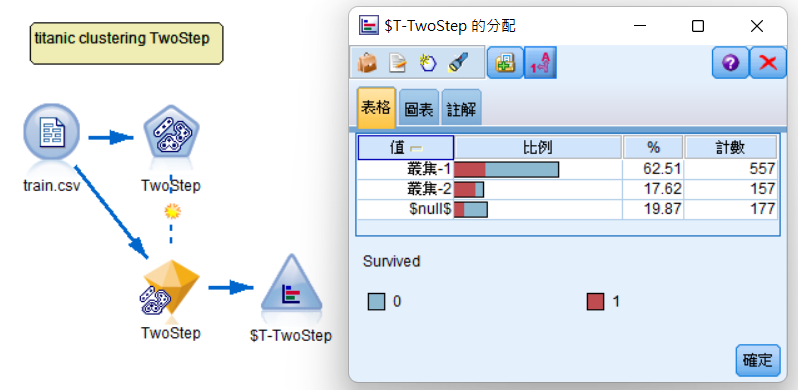 titanic clustering TwoStep
train.csv
TwoStep
TwoStep
$T-TwoStep
$T-TwoStep 的分配
表格 圖表 註解
值 比例 % 計數
叢集-1 62.51 557
叢集-2 17.62 157
$null$ 19.87 177
Survived
0 1
確定